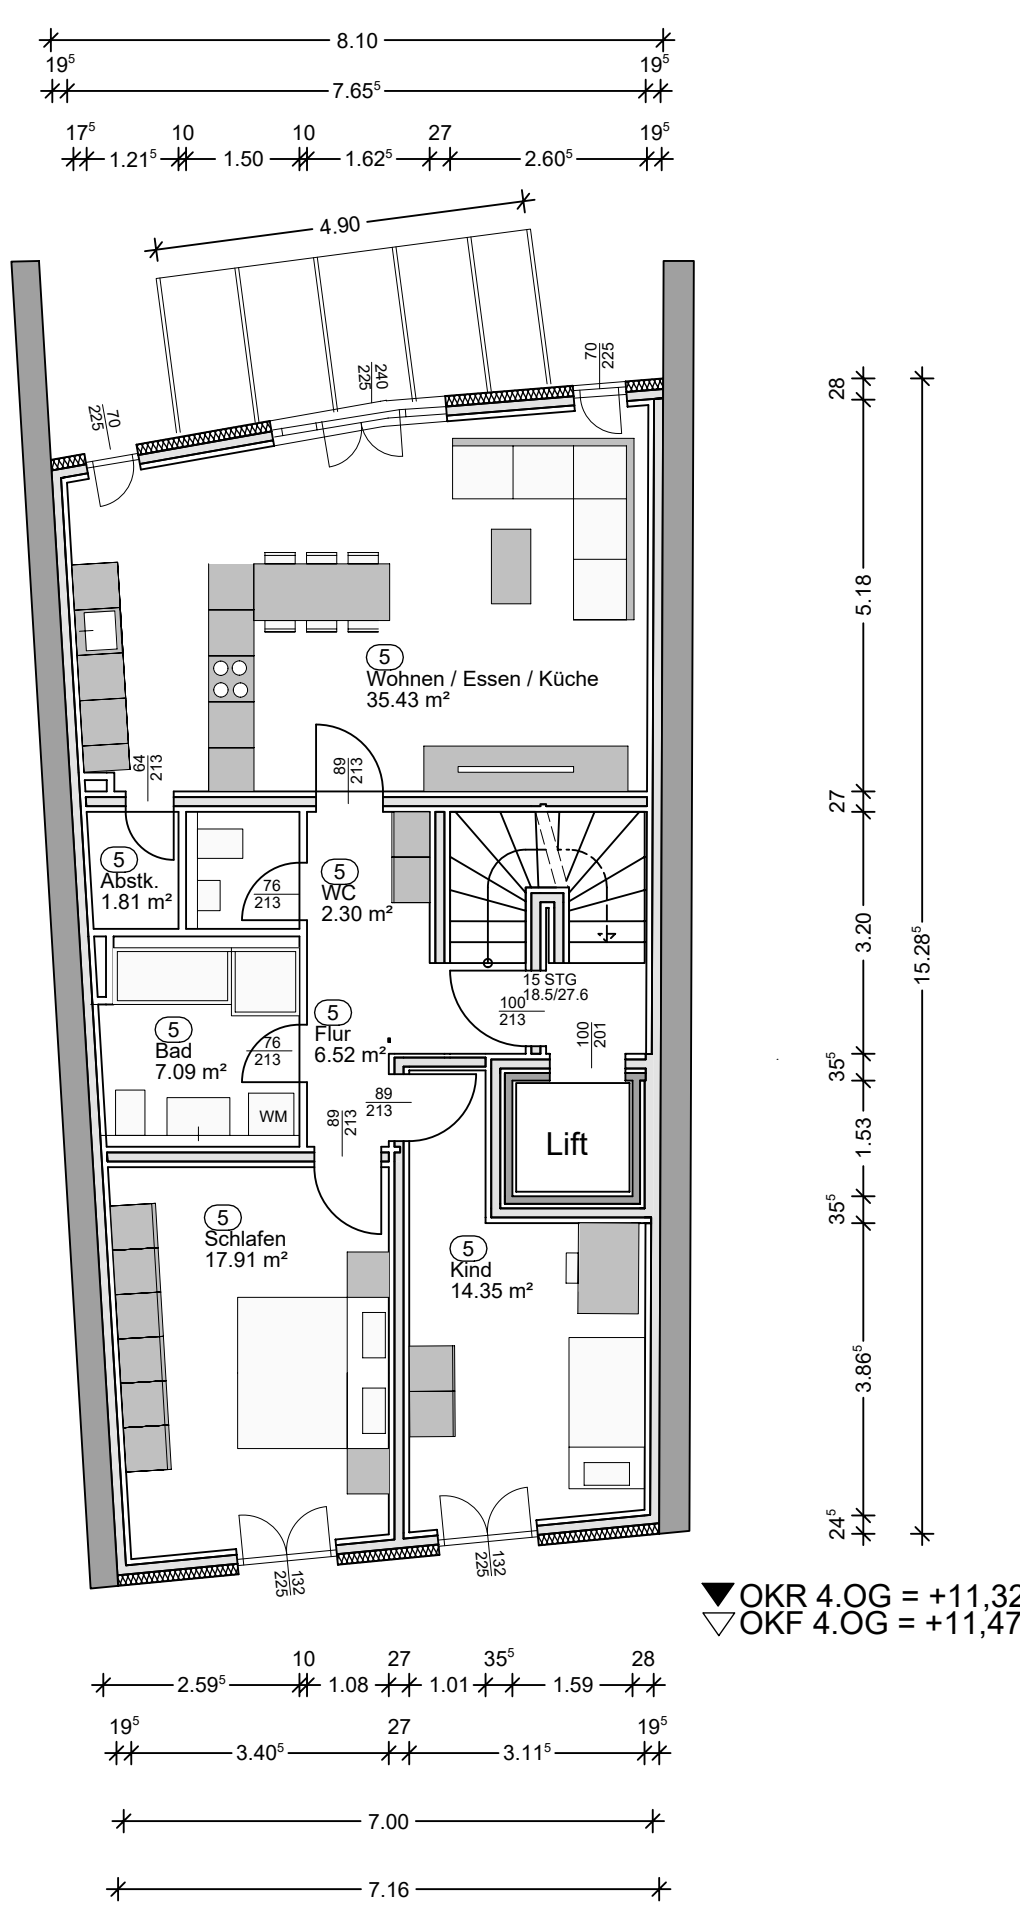 8.10
19⁵ 19⁵
7.65⁵
17⁵ 10 10 27 19⁵
1.21⁵ 1.50 1.62⁵ 2.60⁵
4.90
70
225
240
225
70
225
28
5.18
27
3.20
15.28⁵
35⁵
1.53
35⁵
3.86⁵
24⁵
5
Wohnen / Essen / Küche
35.43 m²
64
213
89
213
5
Abstk.
1.81 m²
76
213
5
WC
2.30 m²
15 STG
18.5/27.6
100
213
100
201
5
Flur
6.52 m²
5
Bad
7.09 m²
76
213
WM
89
213
89
213
Lift
5
Schlafen
17.91 m²
5
Kind
14.35 m²
132
225
132
225
OKR 4.OG = +11,32
OKF 4.OG = +11,47
10 27 35⁵ 28
2.59⁵ 1.08 1.01 1.59
19⁵ 27 19⁵
3.40⁵ 3.11⁵
7.00
7.16